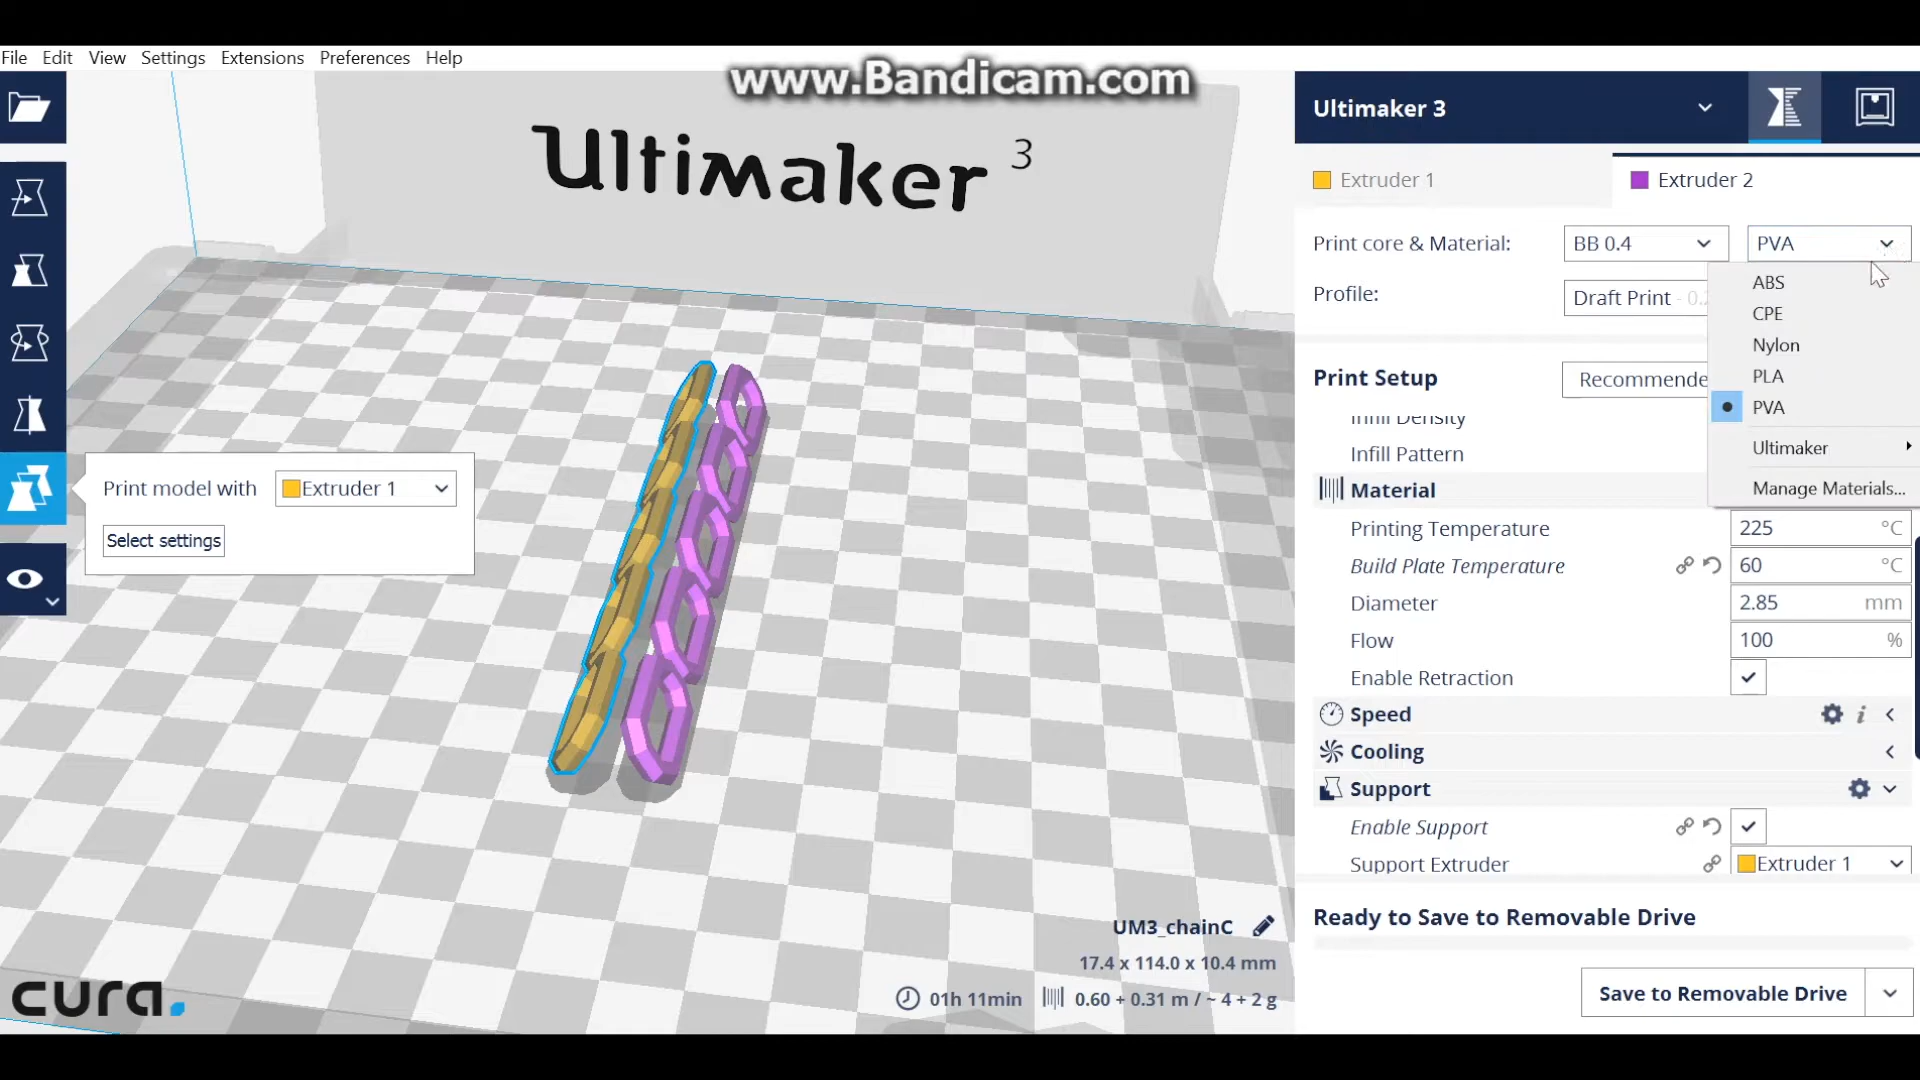 www.Bandicam.com
File Edit View Settings Extensions Preferences Help
Ultimaker 3
Ultimaker 3
Extruder 1
Extruder 2
Print core & Material:
BB 0.4
PVA
ABS
CPE
Nylon
PLA
PVA
Ultimaker
Manage Materials...
Profile:
Draft Print - 0.
Print Setup
Recommende
Infill Density
Infill Pattern
Material
Printing Temperature
225 °C
Build Plate Temperature
60 °C
Diameter
2.85 mm
Flow
100 %
Enable Retraction
Speed
Cooling
Support
Enable Support
Support Extruder
Extruder 1
Print model with
Extruder 1
Select settings
UM3_chainC
17.4 x 114.0 x 10.4 mm
01h 11min
0.60 + 0.31 m / ~ 4 + 2 g
cura.
Ready to Save to Removable Drive
Save to Removable Drive